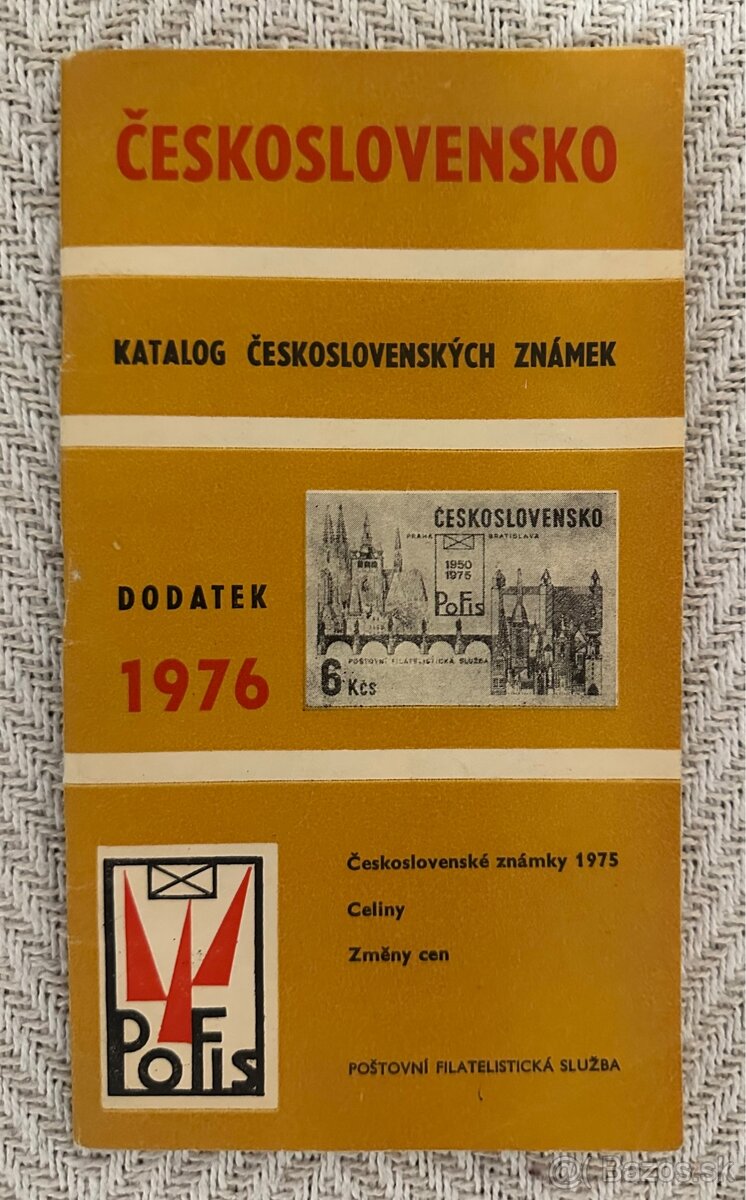 ČESKOSLOVENSKO
KATALOG ČESKOSLOVENSKÝCH ZNÁMEK
ČESKOSLOVENSKO
PRAHA BRATISLAVA
1950
1975
PoFis
POŠTOVNÍ FILATELISTICKÁ SLUŽBA
6 Kčs
DODATEK
1976
Československé známky 1975
Celiny
Změny cen
PoFis
POŠTOVNÍ FILATELISTICKÁ SLUŽBA
@ Bazos.sk